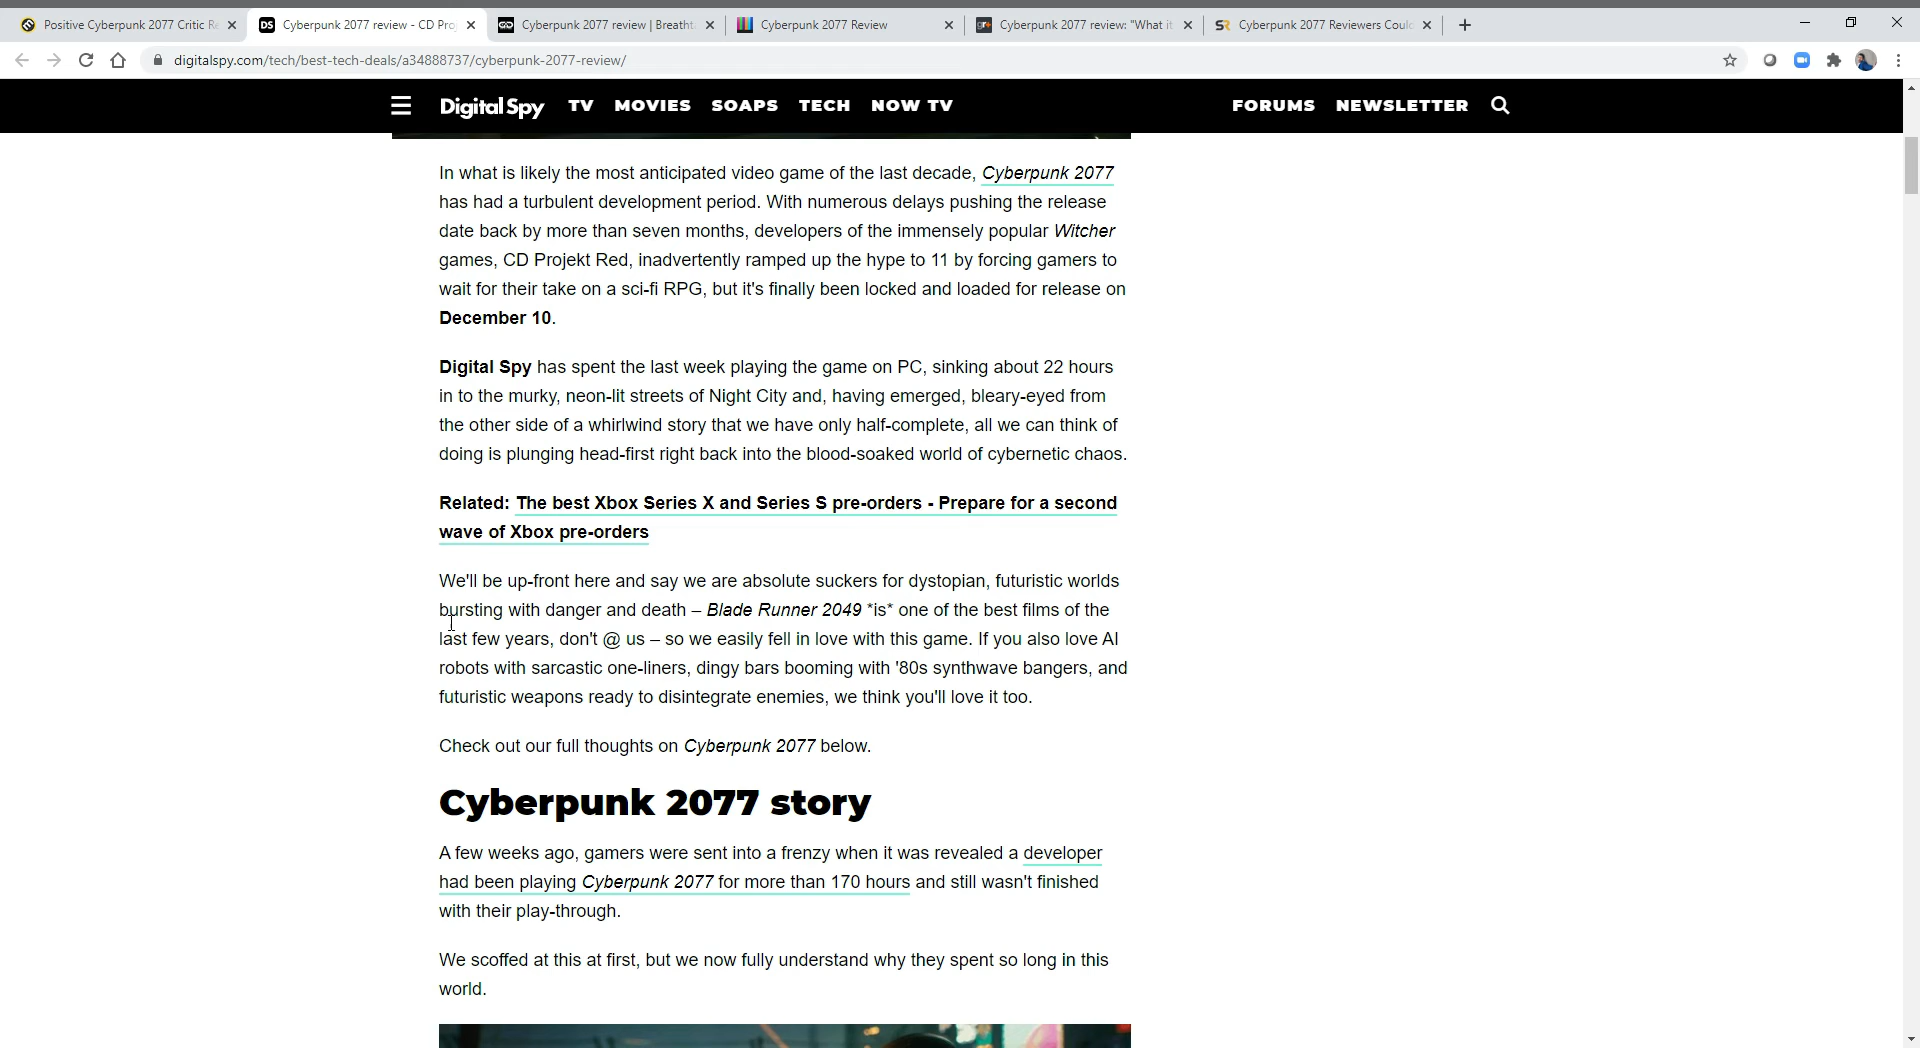 Positive Cyberpunk 2077 Critic Re
Cyberpunk 2077 review - CD Proj
Cyberpunk 2077 review | Breathta
Cyberpunk 2077 Review
Cyberpunk 2077 review: "What it
Cyberpunk 2077 Reviewers Could
digitalspy.com/tech/best-tech-deals/a34888737/cyberpunk-2077-review/
Digital Spy TV MOVIES SOAPS TECH NOW TV FORUMS NEWSLETTER
In what is likely the most anticipated video game of the last decade, Cyberpunk 2077
has had a turbulent development period. With numerous delays pushing the release
date back by more than seven months, developers of the immensely popular Witcher
games, CD Projekt Red, inadvertently ramped up the hype to 11 by forcing gamers to
wait for their take on a sci-fi RPG, but it's finally been locked and loaded for release on
December 10.
Digital Spy has spent the last week playing the game on PC, sinking about 22 hours
in to the murky, neon-lit streets of Night City and, having emerged, bleary-eyed from
the other side of a whirlwind story that we have only half-complete, all we can think of
doing is plunging head-first right back into the blood-soaked world of cybernetic chaos.
Related: The best Xbox Series X and Series S pre-orders - Prepare for a second
wave of Xbox pre-orders
We'll be up-front here and say we are absolute suckers for dystopian, futuristic worlds
bursting with danger and death – Blade Runner 2049 *is* one of the best films of the
last few years, don't @ us – so we easily fell in love with this game. If you also love AI
robots with sarcastic one-liners, dingy bars booming with '80s synthwave bangers, and
futuristic weapons ready to disintegrate enemies, we think you'll love it too.
Check out our full thoughts on Cyberpunk 2077 below.
Cyberpunk 2077 story
A few weeks ago, gamers were sent into a frenzy when it was revealed a developer
had been playing Cyberpunk 2077 for more than 170 hours and still wasn't finished
with their play-through.
We scoffed at this at first, but we now fully understand why they spent so long in this
world.